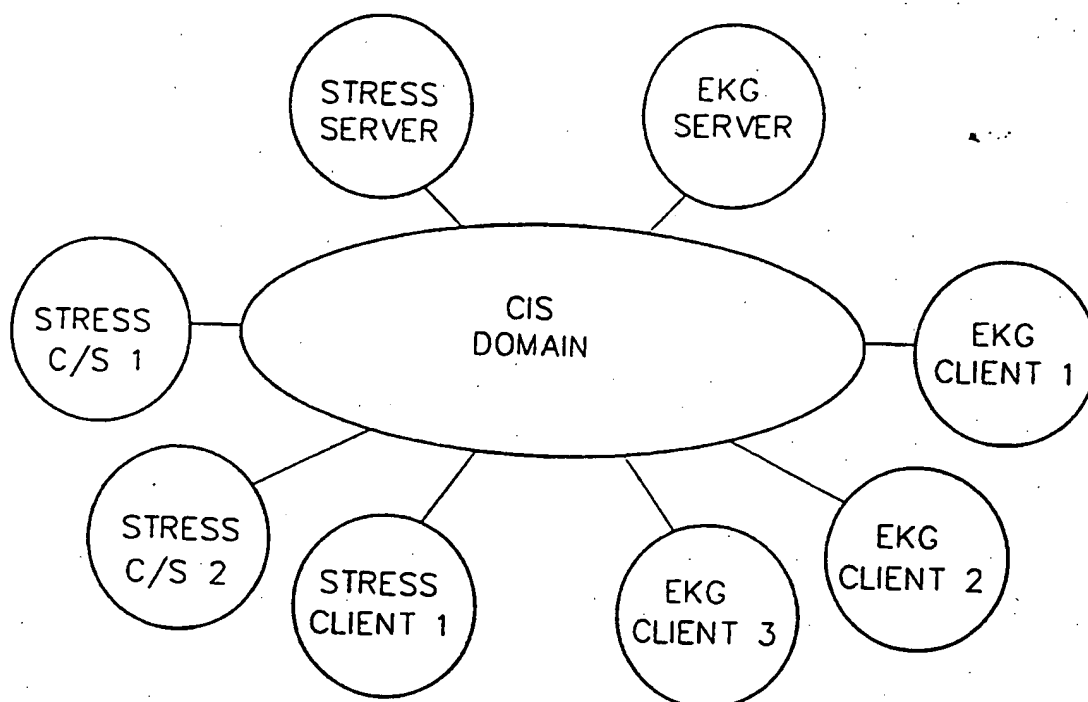 STRESS
SERVER
EKG
SERVER
CIS
DOMAIN
STRESS
C/S 1
EKG
CLIENT 1
STRESS
C/S 2
STRESS
CLIENT 1
EKG
CLIENT 3
EKG
CLIENT 2